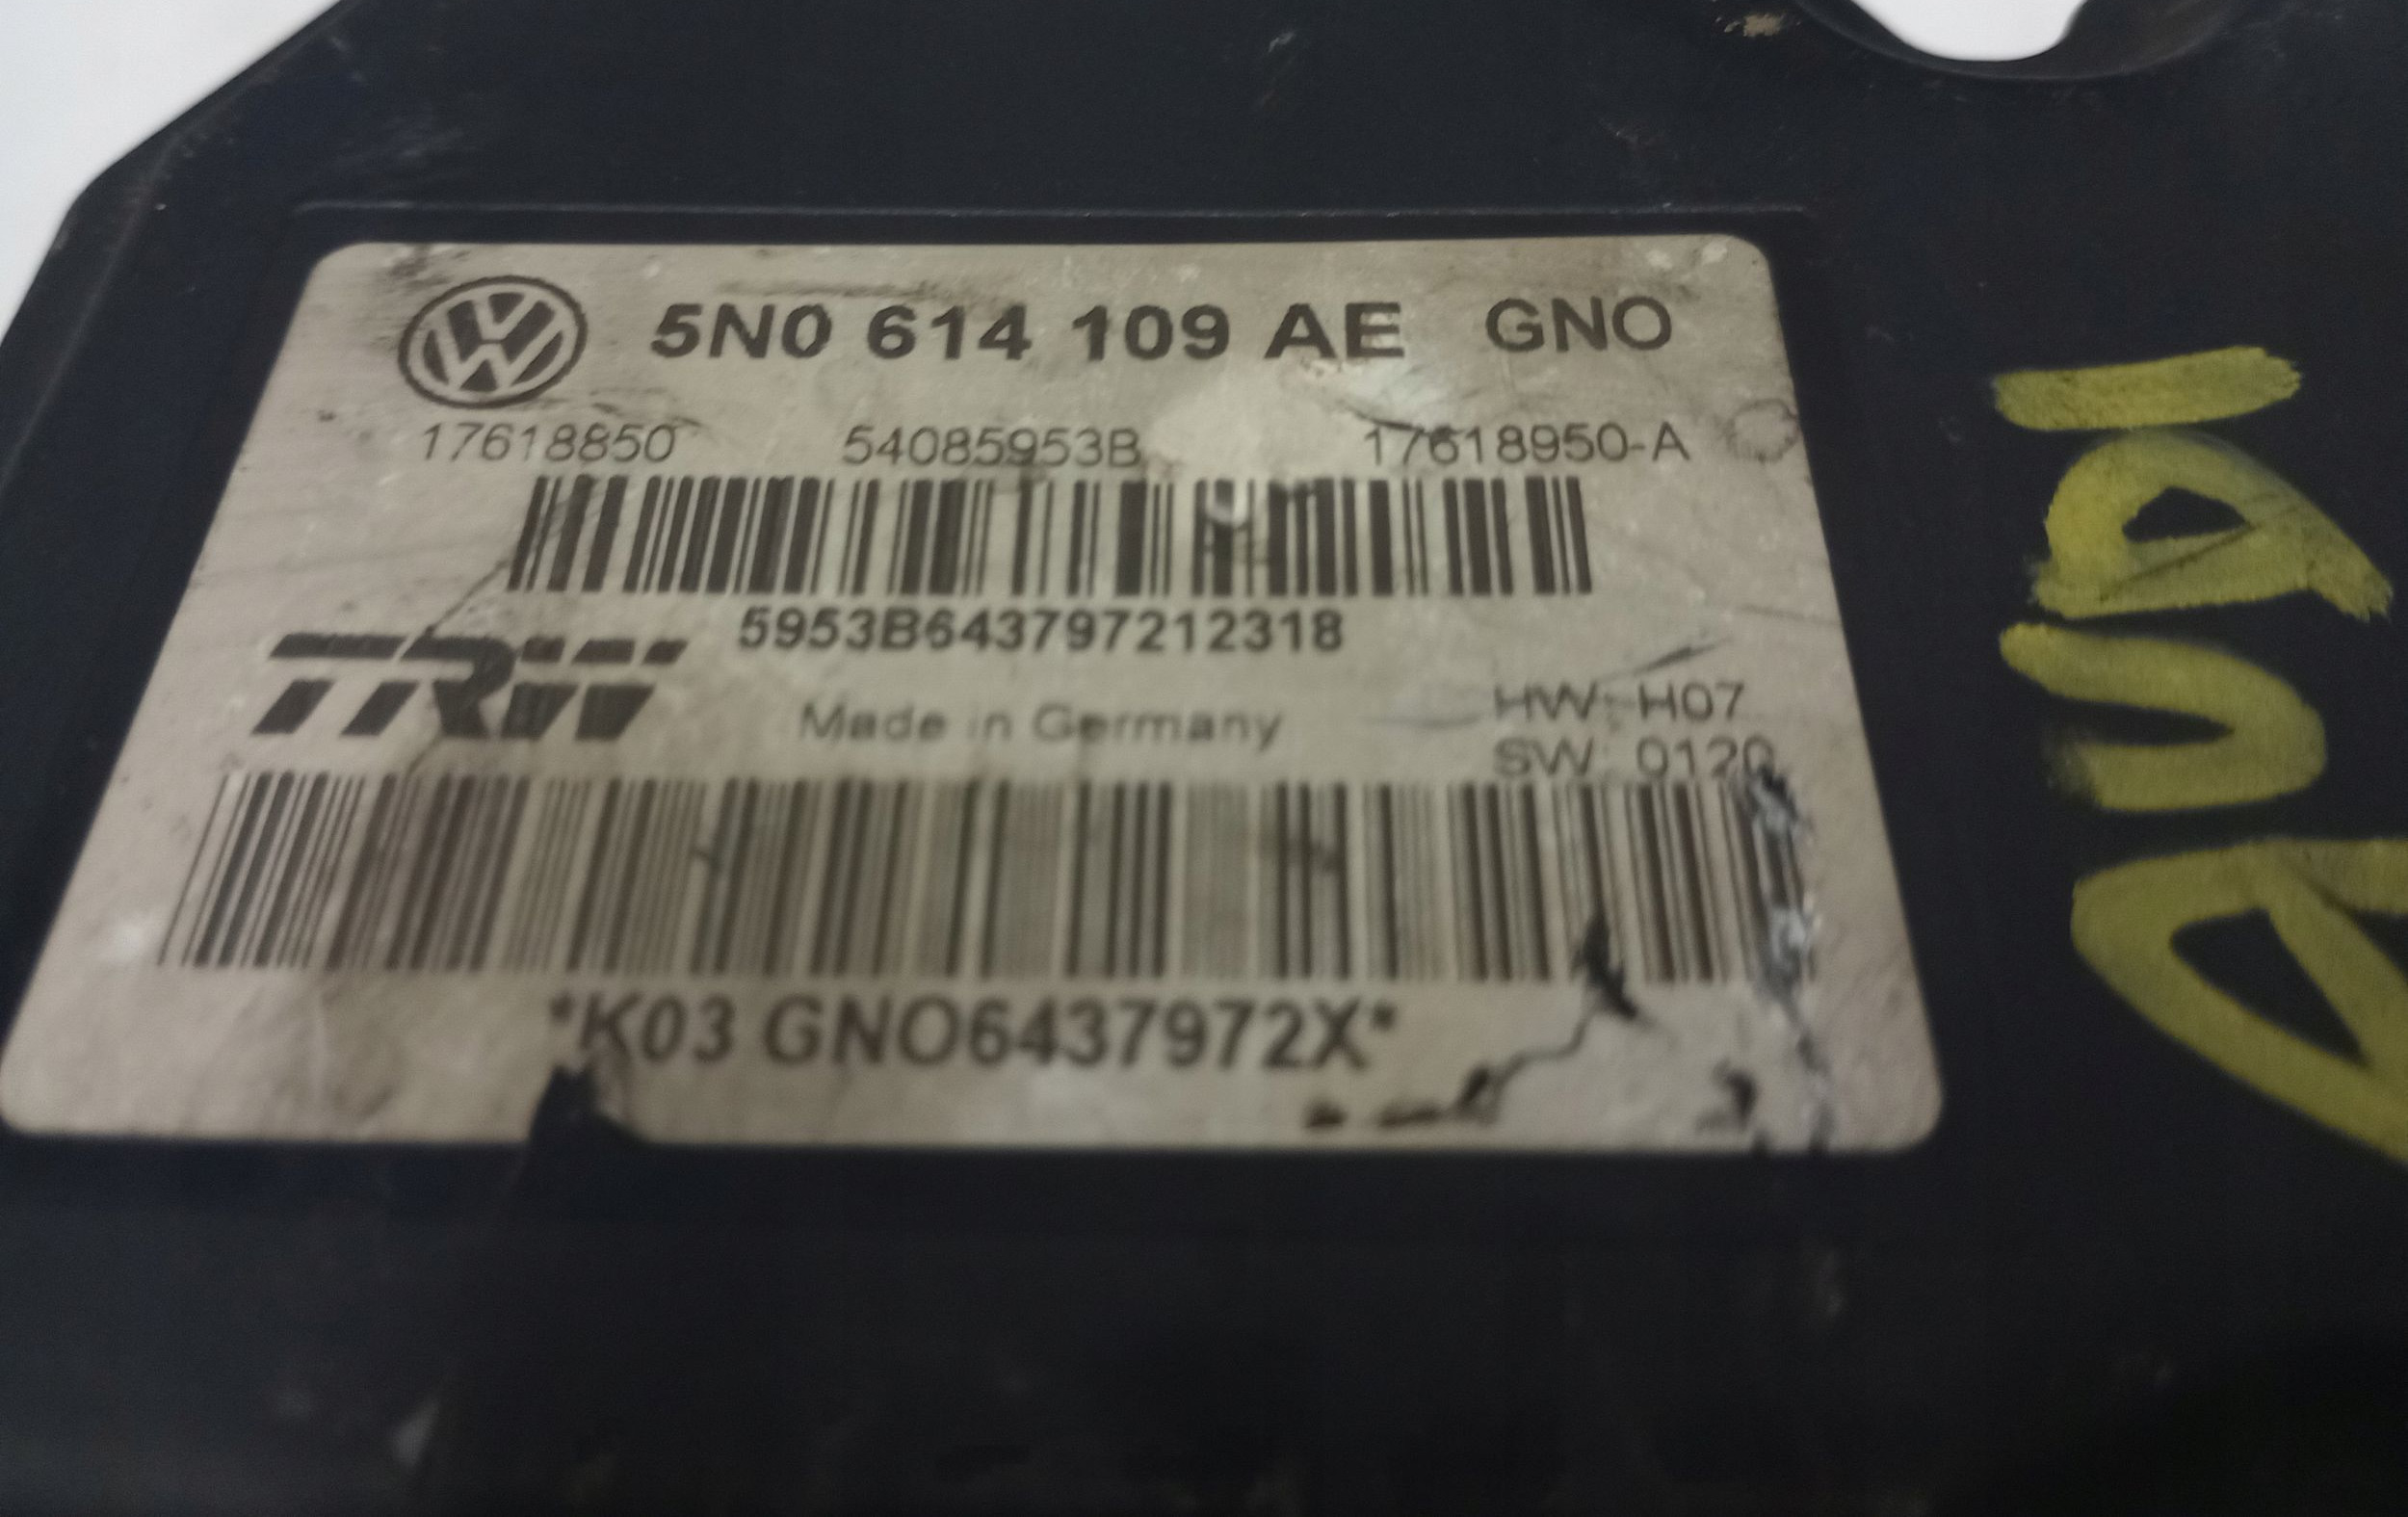 5N0 614 109 AE GNO
17618850 54085953B 17618950-A
5953B643797212318
TRW
Made in Germany
HW: H07
SW: 0120
*K03 GNO6437972X*
AUDI